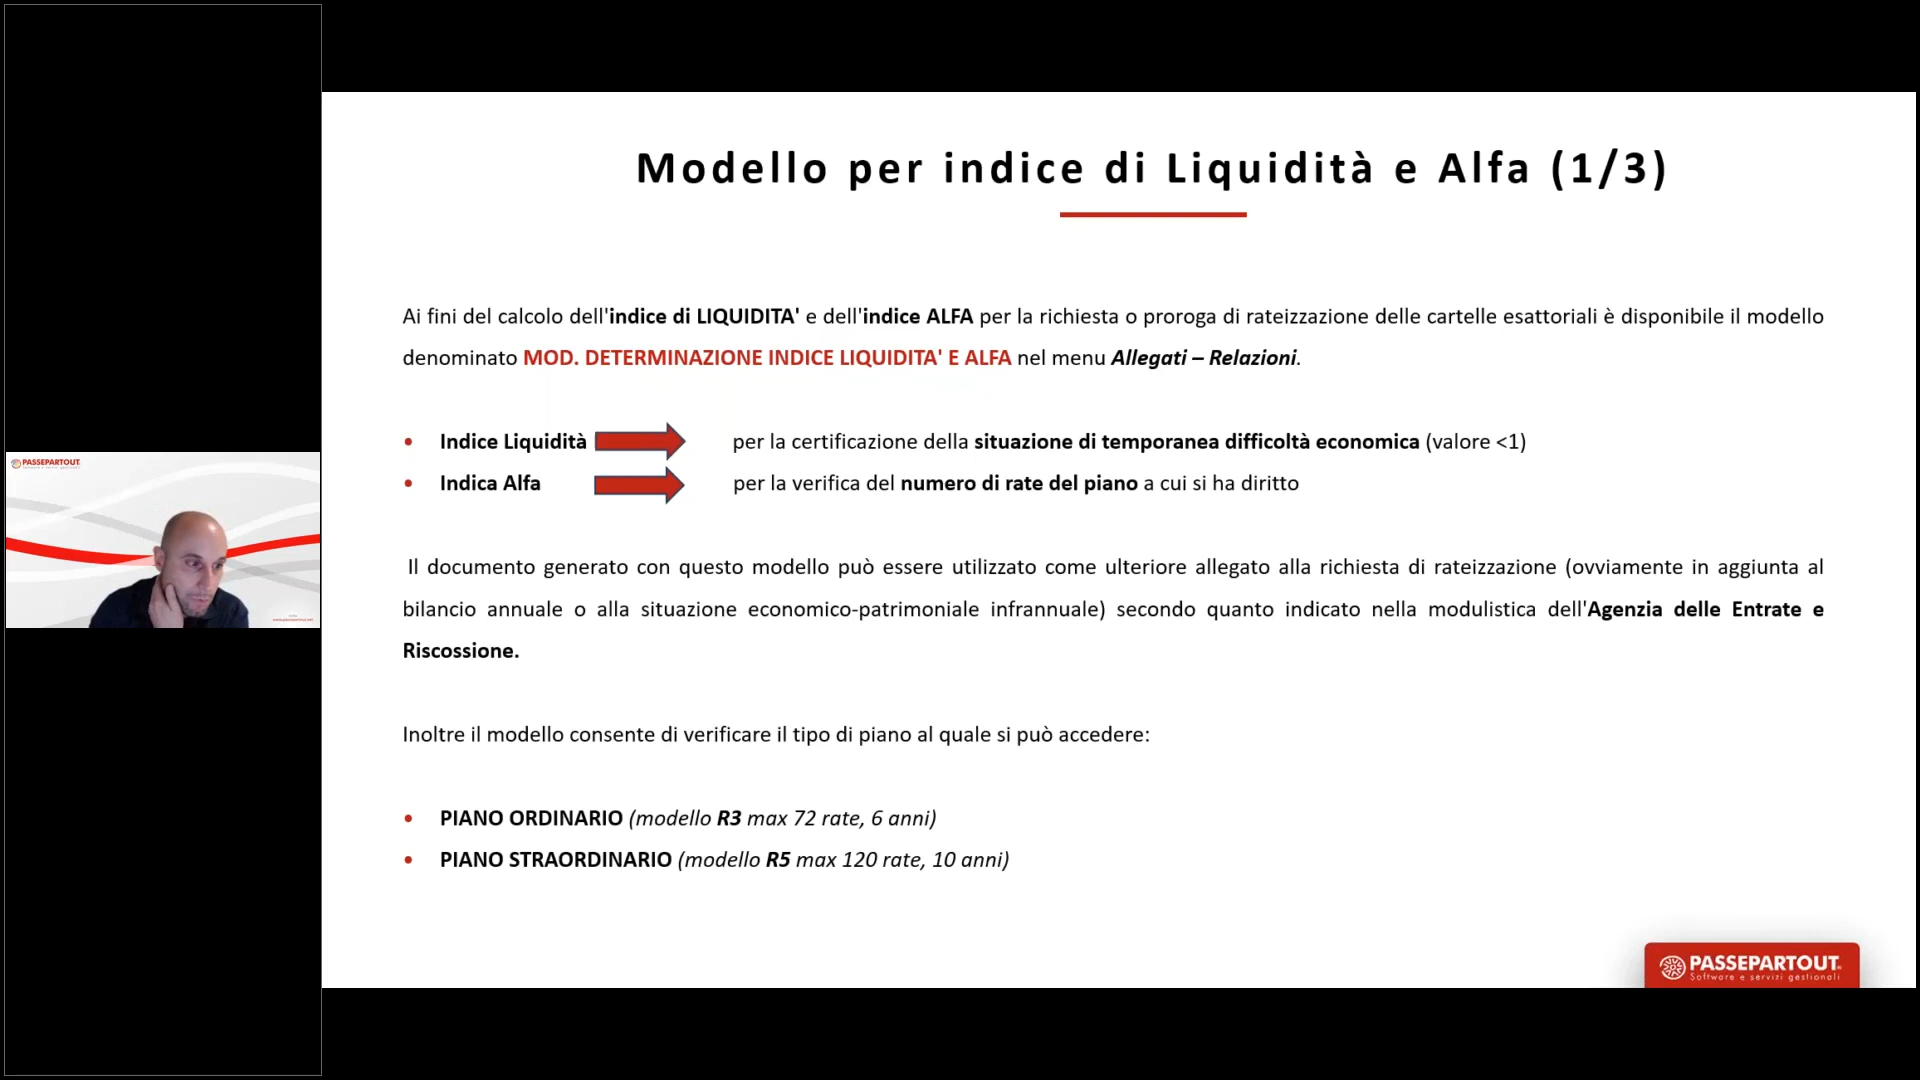 Modello per indice di Liquidità e Alfa (1/3)
Ai fini del calcolo dell'indice di LIQUIDITA' e dell'indice ALFA per la richiesta o proroga di rateizzazione delle cartelle esattoriali è disponibile il modello
denominato MOD. DETERMINAZIONE INDICE LIQUIDITA' E ALFA nel menu Allegati – Relazioni.
• Indice Liquidità per la certificazione della situazione di temporanea difficoltà economica (valore <1)
• Indica Alfa per la verifica del numero di rate del piano a cui si ha diritto
Il documento generato con questo modello può essere utilizzato come ulteriore allegato alla richiesta di rateizzazione (ovviamente in aggiunta al
bilancio annuale o alla situazione economico-patrimoniale infrannuale) secondo quanto indicato nella modulistica dell'Agenzia delle Entrate e
Riscossione.
Inoltre il modello consente di verificare il tipo di piano al quale si può accedere:
• PIANO ORDINARIO (modello R3 max 72 rate, 6 anni)
• PIANO STRAORDINARIO (modello R5 max 120 rate, 10 anni)
PASSEPARTOUT
Software e servizi gestionali
PASSEPARTOUT